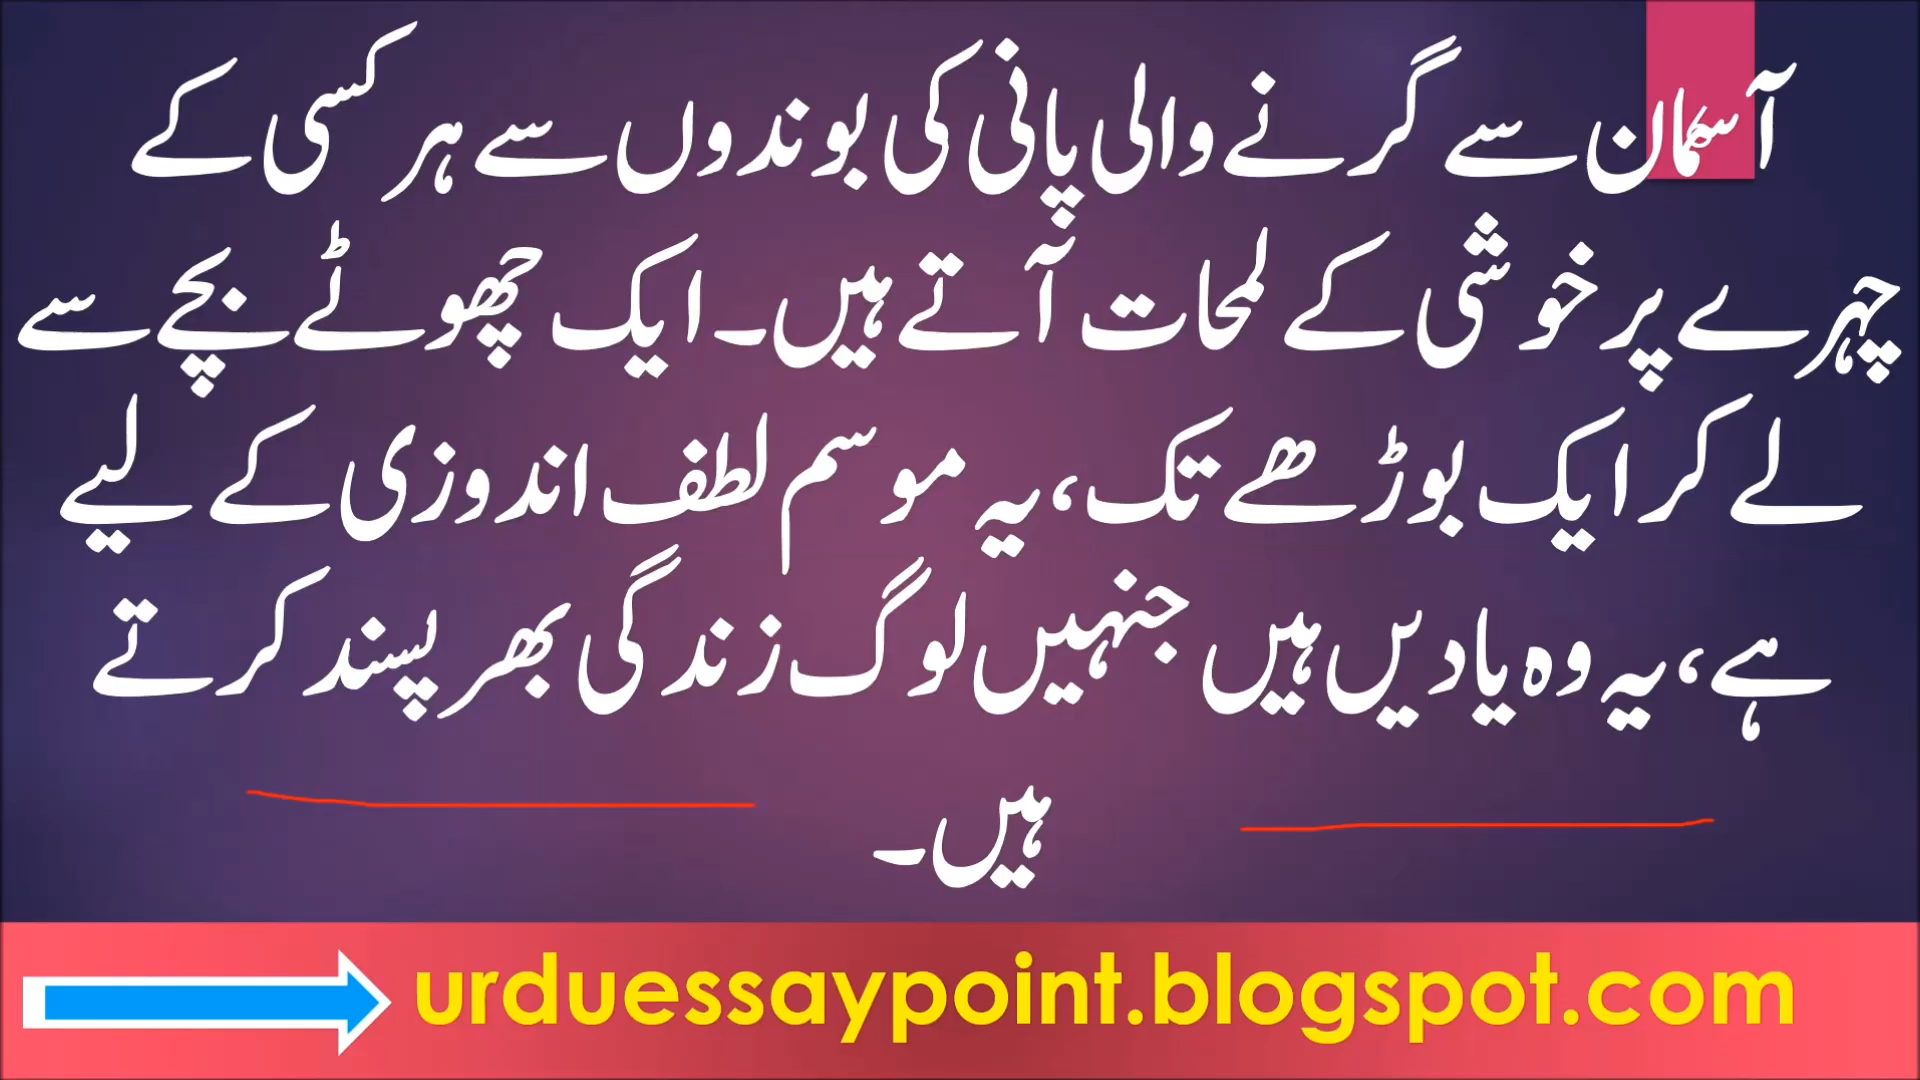 آسمان سے گرنے والی پانی کی بوندوں سے ہر کسی کے
چہرے پر خوشی کے لمحات آتے ہیں۔ ایک چھوٹے بچے سے
لے کر ایک بوڑھے تک، یہ موسم لطف اندوزی کے لیے
ہے، یہ وہ یادیں ہیں جنہیں لوگ زندگی بھر پسند کرتے
ہیں۔
urduessaypoint.blogspot.com